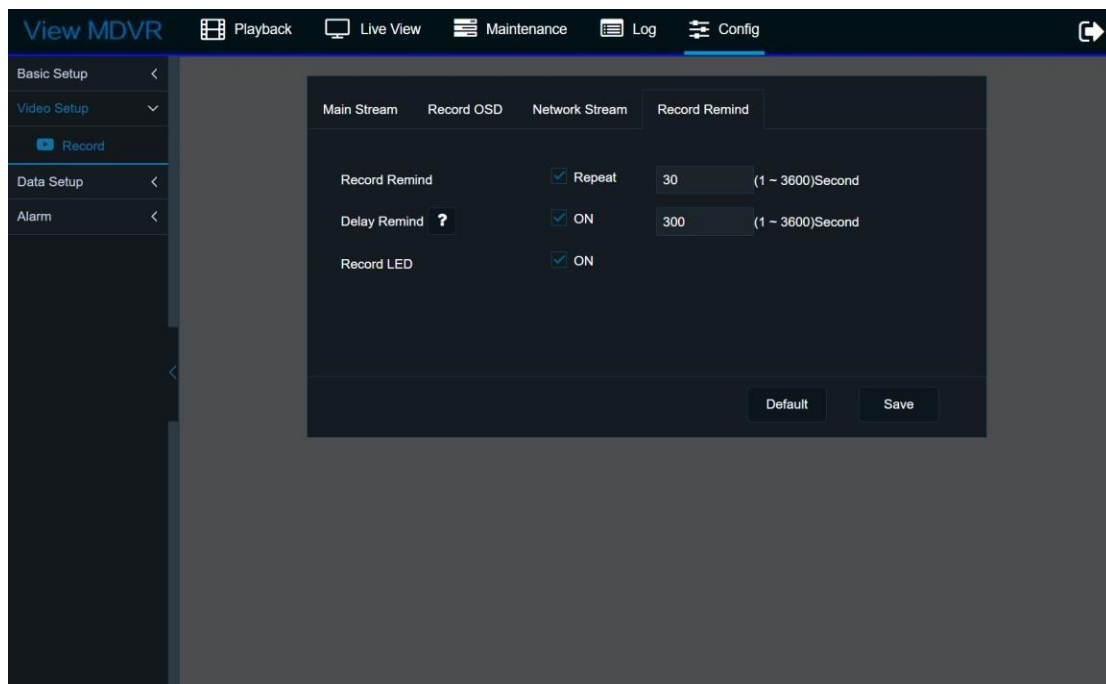 View MDVR Playback Live View Maintenance Log Config
Basic Setup
Video Setup
Record
Data Setup
Alarm
Main Stream Record OSD Network Stream Record Remind
Record Remind Repeat 30 (1 ~ 3600)Second
Delay Remind ? ON 300 (1 ~ 3600)Second
Record LED ON
Default Save